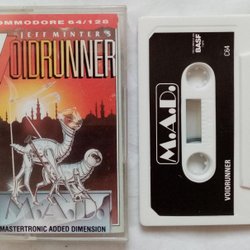 COMMODORE 64/128
JEFF MINTER'S
VOIDRUNNER
MASTERTRONIC ADDED DIMENSION
M.A.D.
BASF
C64
VOIDRUNNER